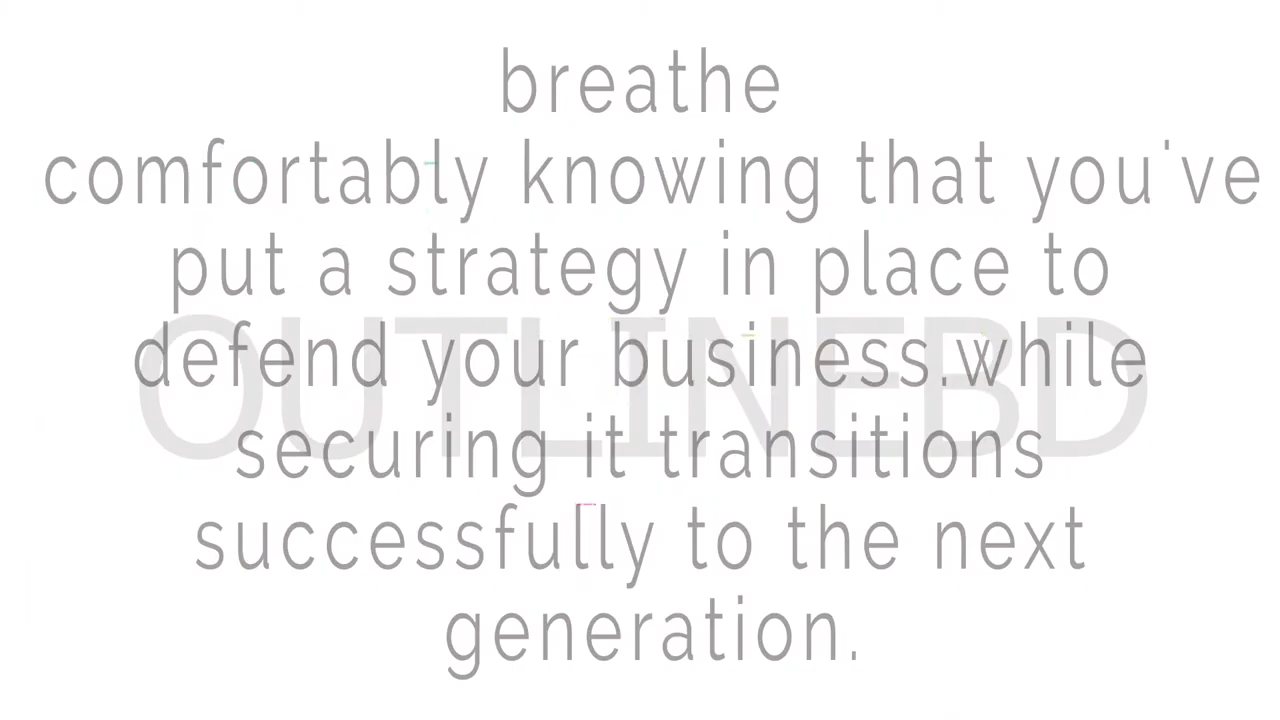 breathe
comfortably knowing that you've
put a strategy in place to
defend your business.while
securing it transitions
successfully to the next
generation.
OUTLINEBD